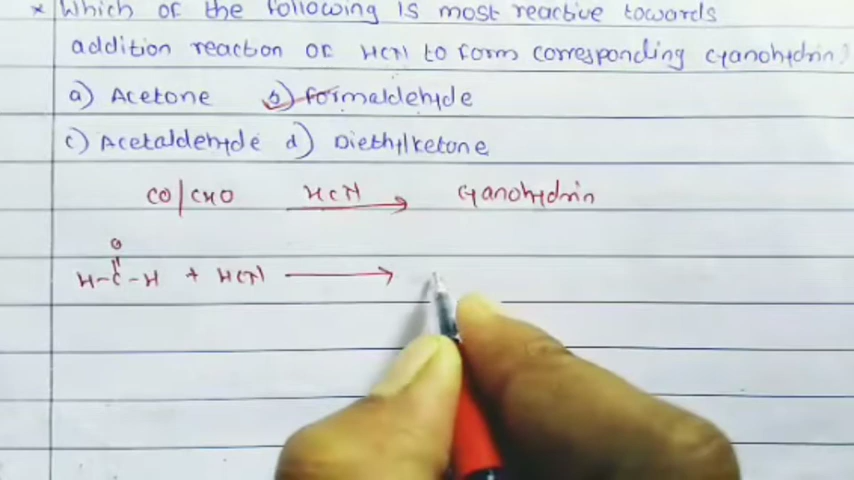 * Which of the following is most reactive towards
addition reaction of HCN to form corresponding cyanohydrin?
a) Acetone b) formaldehyde
c) Acetaldehyde d) Diethylketone
CO|CHO HCN → cyanohydrin
O
H-C-H + HCN →